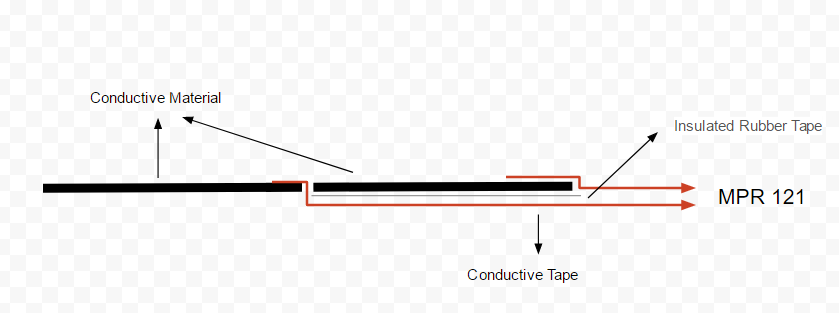 Conductive Material
Insulated Rubber Tape
MPR 121
Conductive Tape